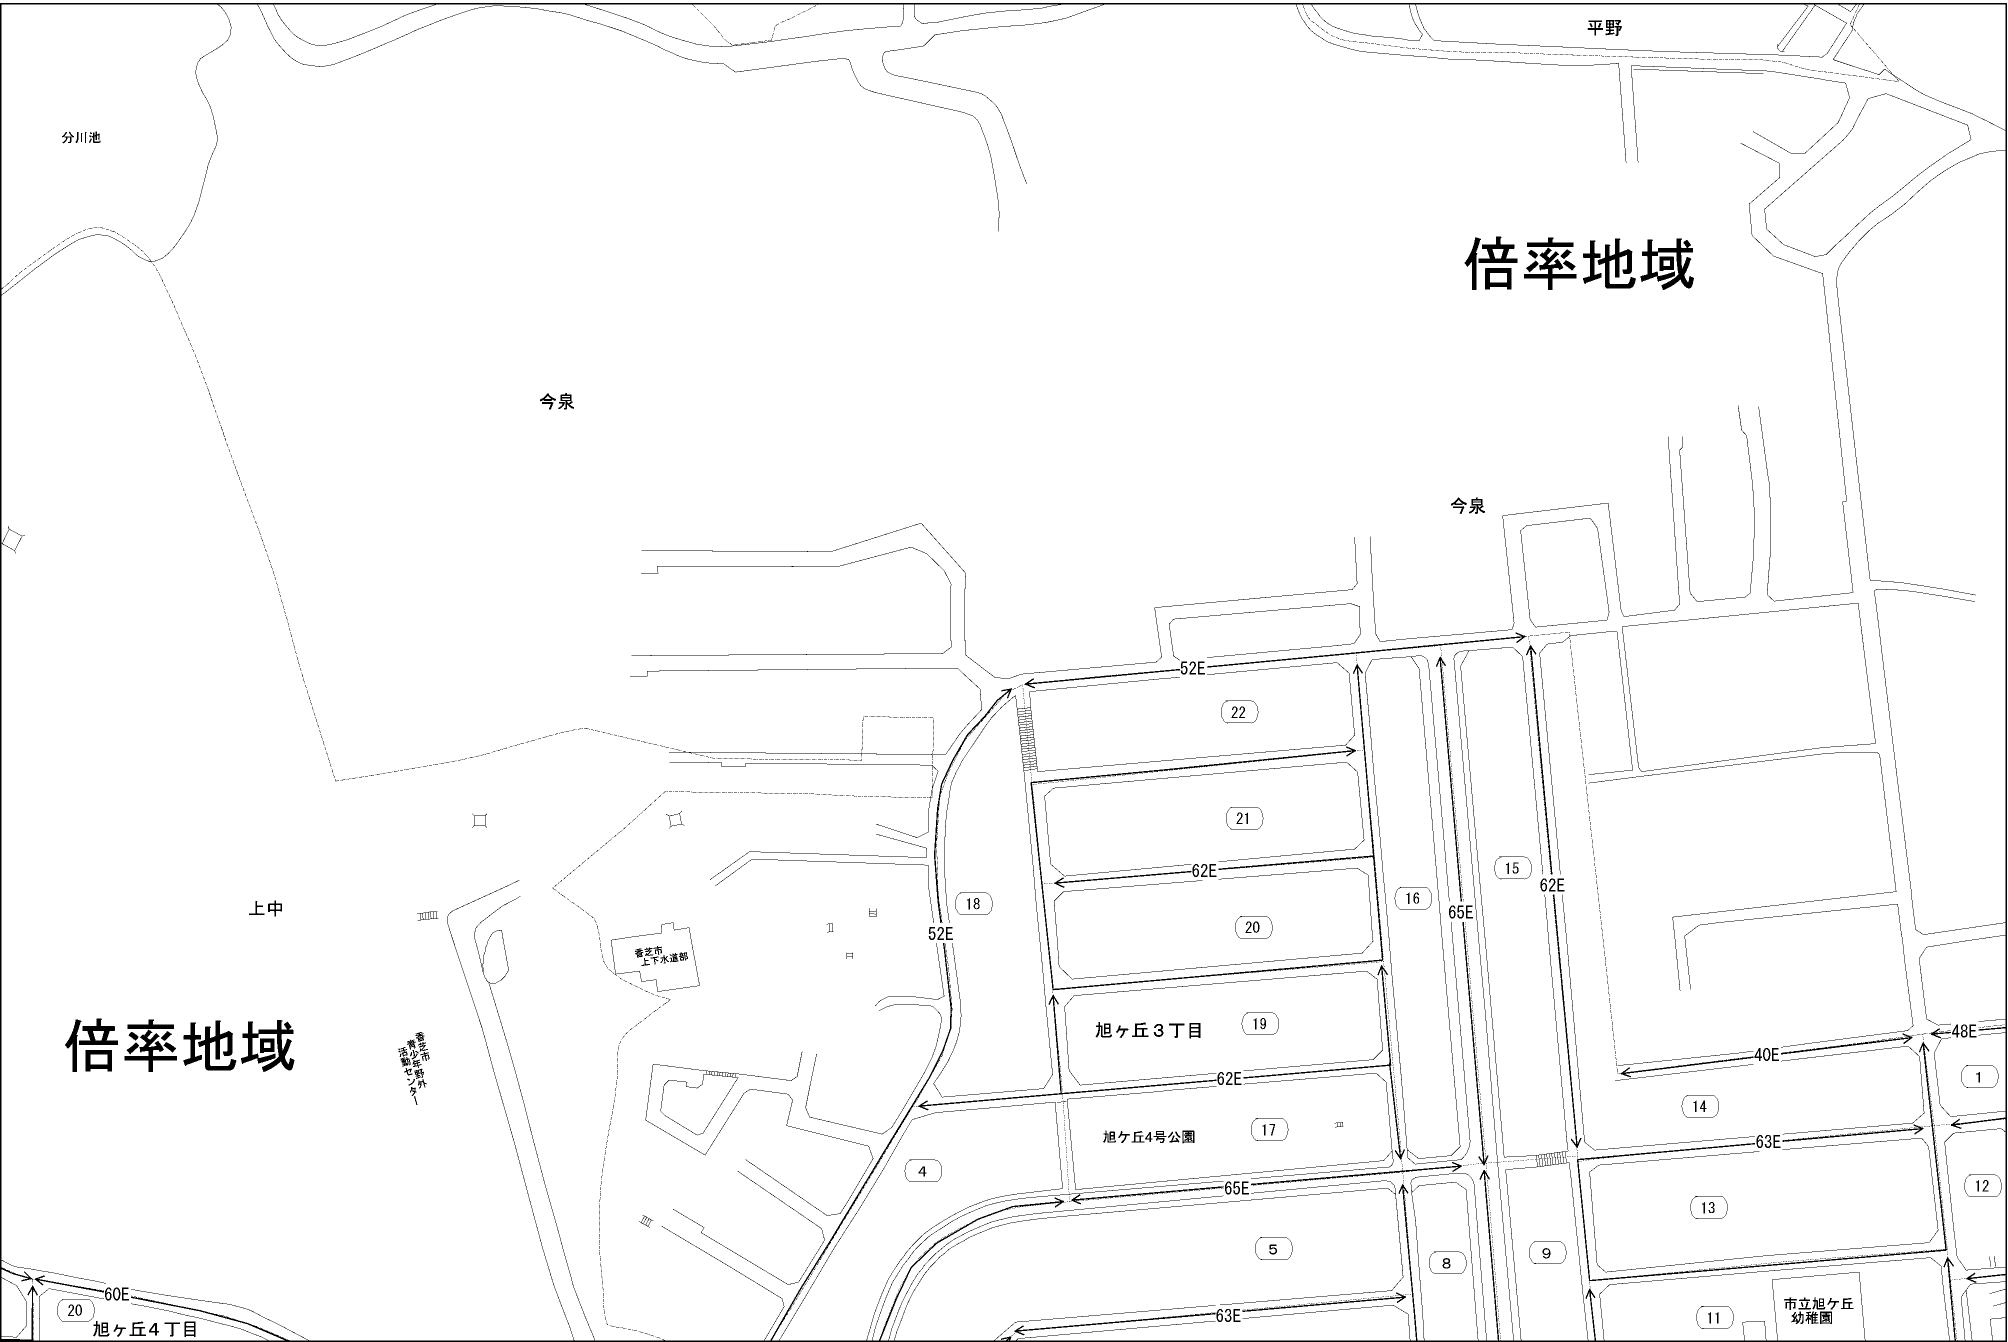 平野
分川池
倍率地域
今泉
今泉
52E
22
21
62E
15
16
62E
18
65E
上中
20
52E
香芝市
上下水道部
旭ヶ丘３丁目
19
48E
倍率地域
香芝市
青少年野外
活動センター
40E
62E
1
14
旭ケ丘4号公園
17
63E
4
65E
12
13
5
9
8
60E
20
63E
市立旭ケ丘
幼稚園
11
旭ヶ丘４丁目